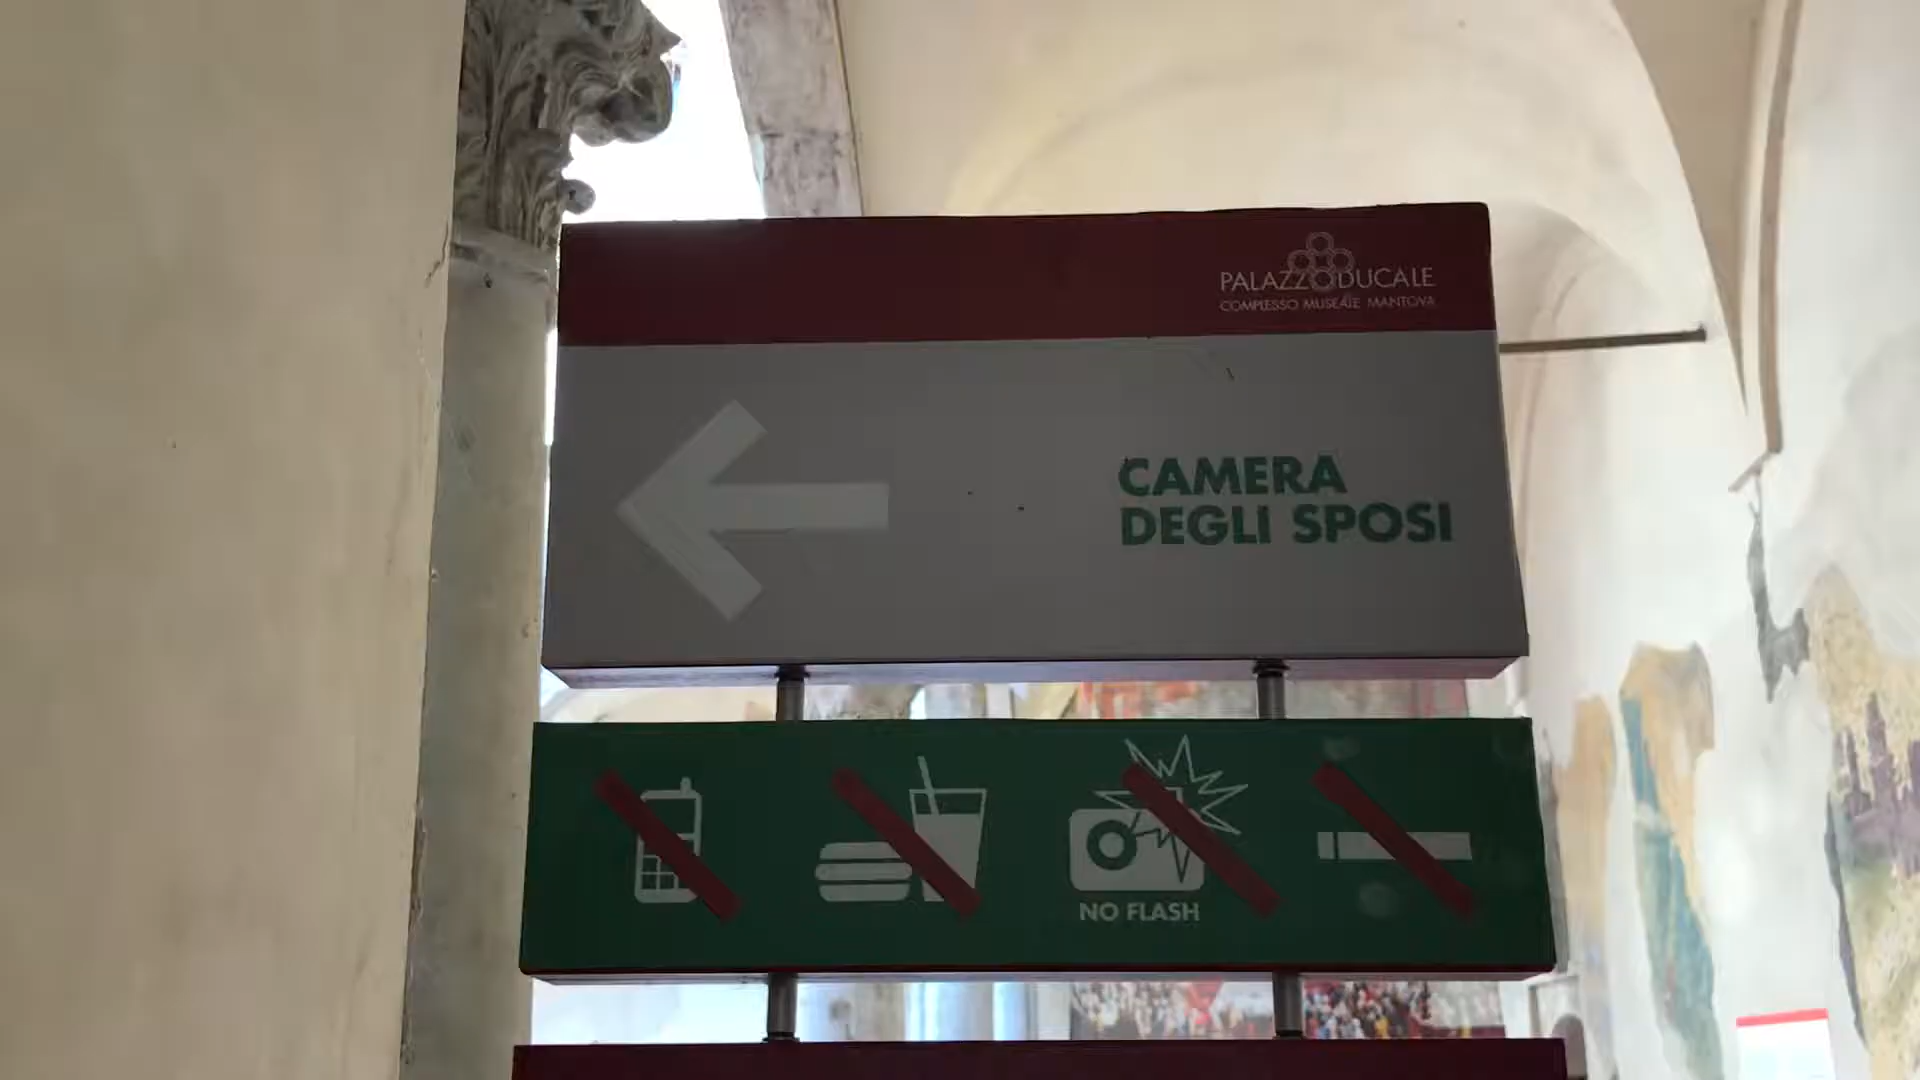 PALAZZO DUCALE
COMPLESSO MUSEALE MANTOVA
CAMERA
DEGLI SPOSI
NO FLASH